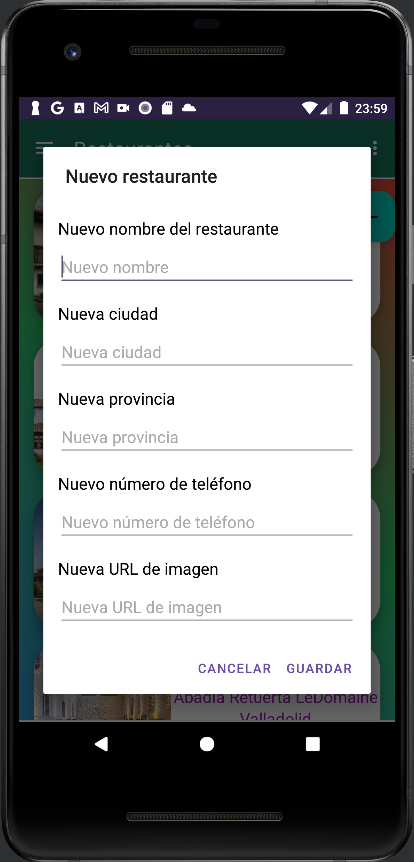 23:59
Restaurantes
Nuevo restaurante
Nuevo nombre del restaurante
Nuevo nombre
Nueva ciudad
Nueva ciudad
Nueva provincia
Nueva provincia
Nuevo número de teléfono
Nuevo número de teléfono
Nueva URL de imagen
Nueva URL de imagen
CANCELAR GUARDAR
Abadía Retuerta LeDomaine
Valladolid